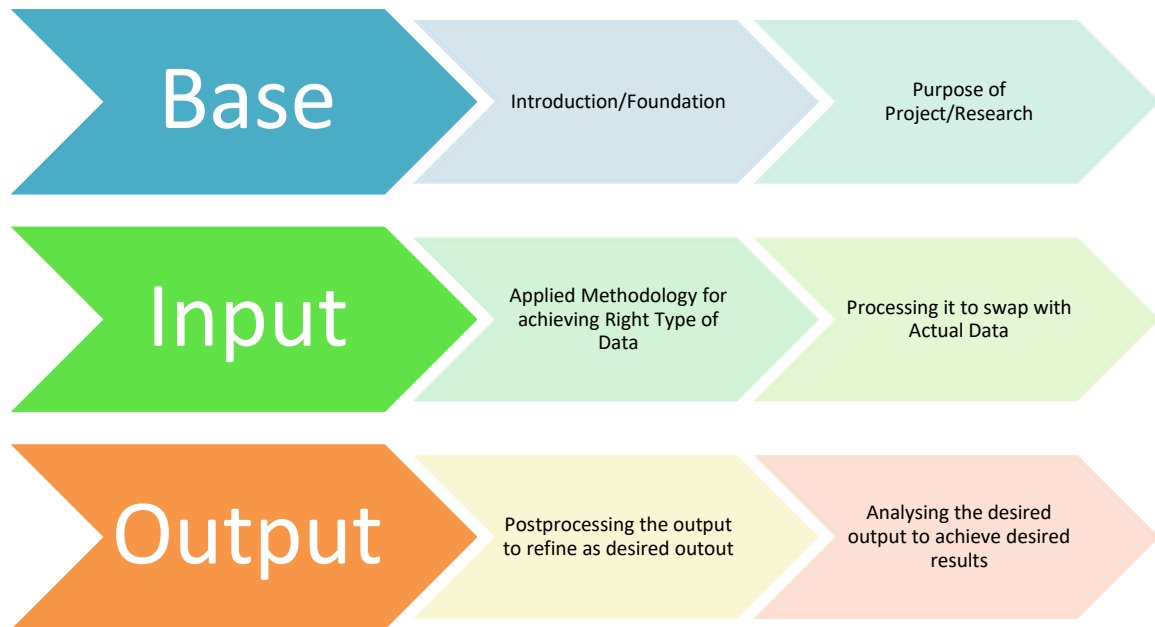 Base
Introduction/Foundation
Purpose of
Project/Research
Input
Applied Methodology for
achieving Right Type of
Data
Processing it to swap with
Actual Data
Output
Postprocessing the output
to refine as desired outout
Analysing the desired
output to achieve desired
results